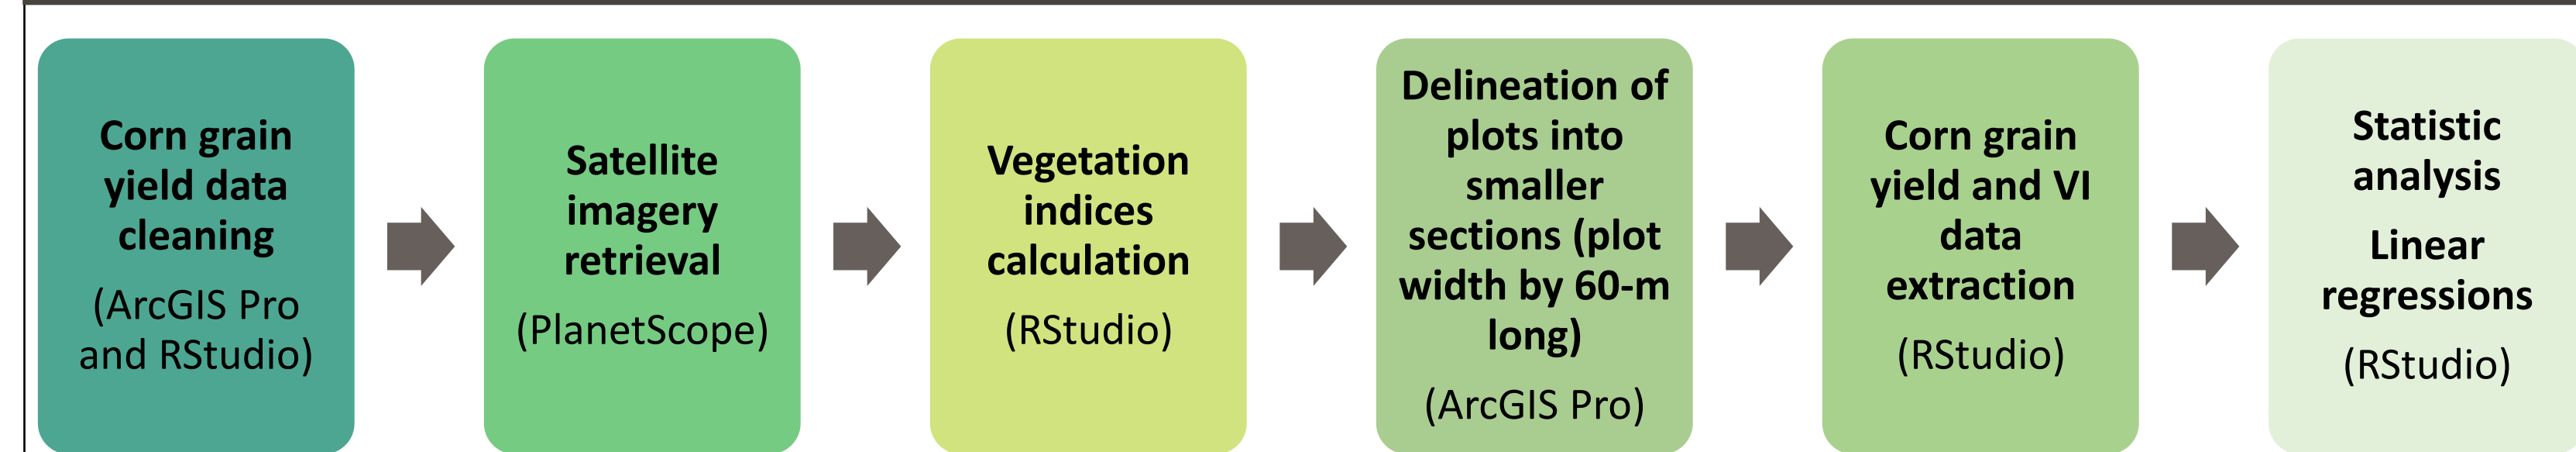 Corn grain
yield data
cleaning
(ArcGIS Pro
and RStudio)
Satellite
imagery
retrieval
(PlanetScope)
Vegetation
indices
calculation
(RStudio)
Delineation of
plots into
smaller
sections (plot
width by 60-m
long)
(ArcGIS Pro)
Corn grain
yield and VI
data
extraction
(RStudio)
Statistic
analysis
Linear
regressions
(RStudio)